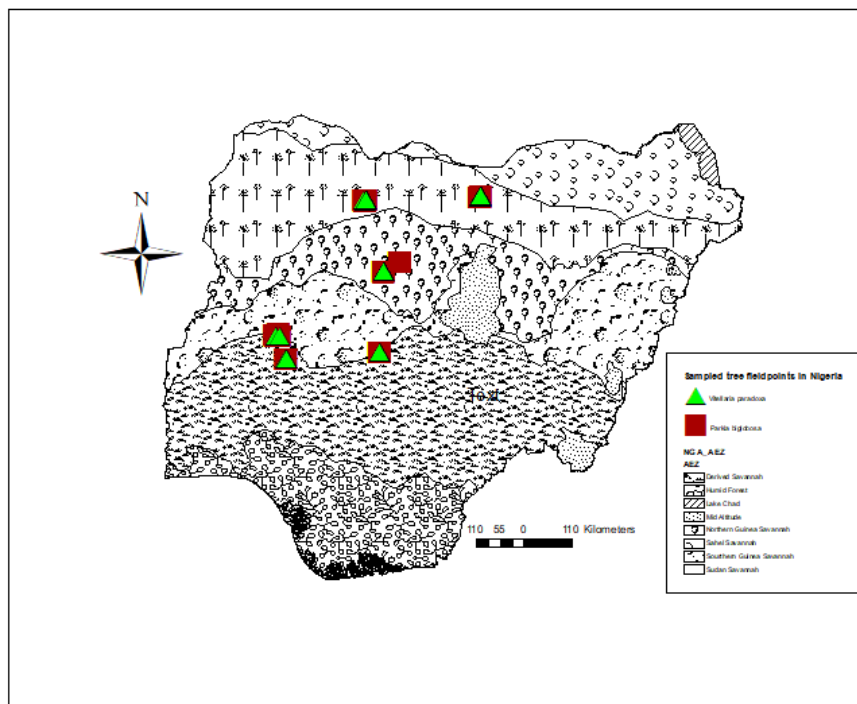 N
Text
110 55 0 110 Kilometers
Sampled tree fieldpoints in Nigeria
Vitellaria paradoxa
Parkia biglobosa
NGA_AEZ
AEZ
Derived Savannah
Humid Forest
Lake Chad
Mid Altitude
Northern Guinea Savannah
Sahel Savannah
Sourthern Guinea Savannah
Sudan Savannah